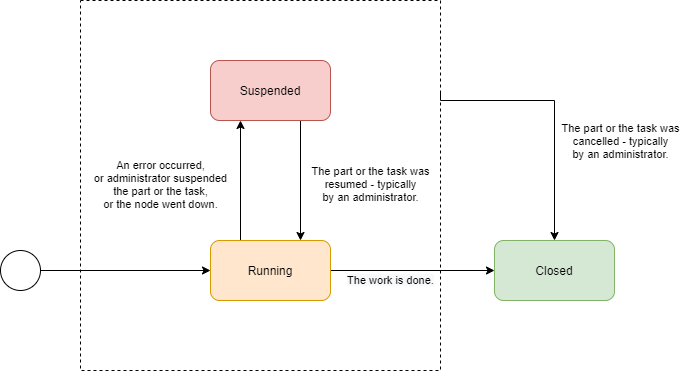 Suspended
The part or the task was
cancelled - typically
by an administrator.
An error occurred,
or administrator suspended
the part or the task,
or the node went down.
The part or the task was
resumed - typically
by an administrator.
Running
The work is done.
Closed